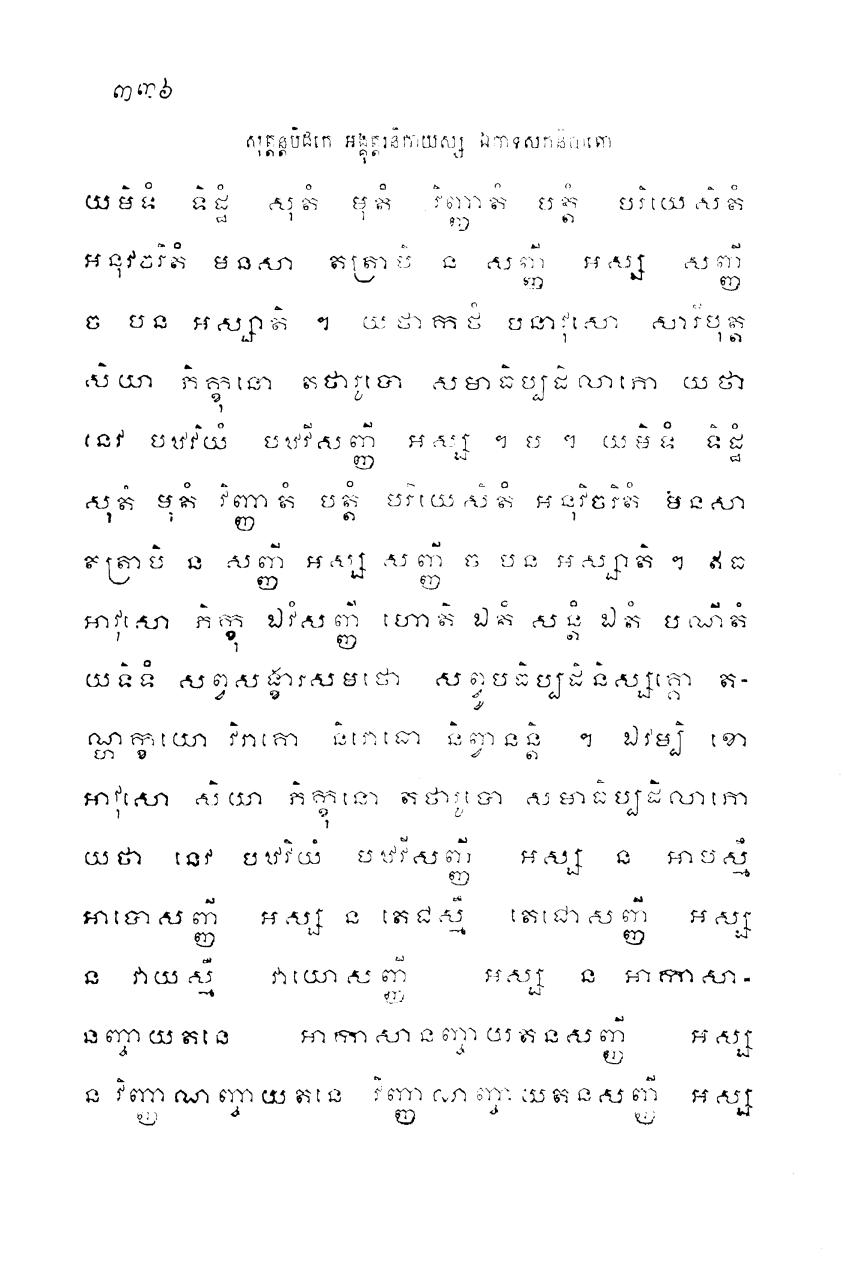 ៣៣៦
សុត្តន្តបិដកេ អង្គុត្តរនិកាយស្ស ឯកាទសកនិបាតោ
យមិទំ ទិដ្ឋំ សុតំ មុតំ វិញ្ញាតំ បត្តំ បរិយេសិតំ
អនុវិចរិតំ មនសា តត្រាបិ ន សញ្ញី អស្ស សញ្ញី
ច បន អស្សាតិ ។ យថាកថំ បនាវុសោ សារីបុត្ត
សិយា ភិក្ខុនោ តថារូបោ សមាធិប្បដិលាភោ យថា
នេវ បឋវិយំ បឋវីសញ្ញី អស្ស ។ ប ។ យមិទំ ទិដ្ឋំ
សុតំ មុតំ វិញ្ញាតំ បត្តំ បរិយេសិតំ អនុវិចរិតំ មនសា
តត្រាបិ ន សញ្ញី អស្ស សញ្ញី ច បន អស្សាតិ ។ ឥធ
អាវុសោ ភិក្ខុ ឯវំសញ្ញី ហោតិ ឯតំ សន្តំ ឯតំ បណីតំ
យទិទំ សព្វសង្ខារសមថោ សព្វូបធិប្បដិនិស្សគ្គោ ត-
ណ្ហក្ខយោ វិរាគោ និរោធោ និព្វានន្តិ ។ ឯវម្បិ ខោ
អាវុសោ សិយា ភិក្ខុនោ តថារូបោ សមាធិប្បដិលាភោ
យថា នេវ បឋវិយំ បឋវីសញ្ញី អស្ស ន អាបស្មឹ
អាបោសញ្ញី អស្ស ន តេជស្មឹ តេជោសញ្ញី អស្ស
ន វាយស្មឹ វាយោសញ្ញី អស្ស ន អាកាសា-
នញ្ចាយតនេ អាកាសានញ្ចាយតនសញ្ញី អស្ស
ន វិញ្ញាណញ្ចាយតនេ វិញ្ញាណញ្ចាយតនសញ្ញី អស្ស